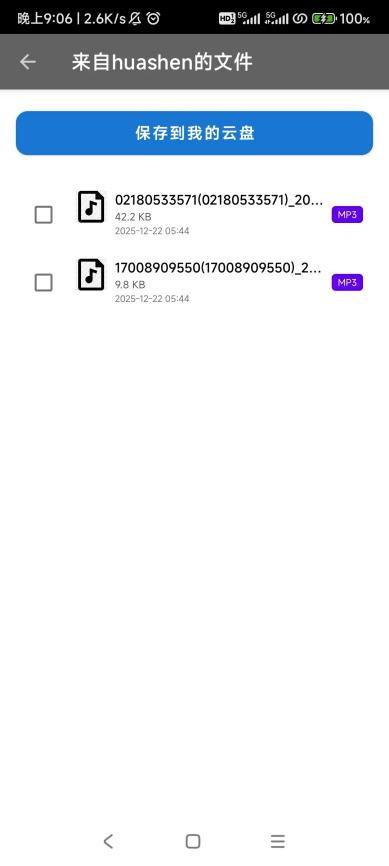 晚上9:06 | 2.6K/s
HD 5G 5G 100%
来自huashen的文件
保存到我的云盘
02180533571(02180533571)_20...
42.2 KB
MP3
2025-12-22 05:44
17008909550(17008909550)_2...
9.8 KB
MP3
2025-12-22 05:44